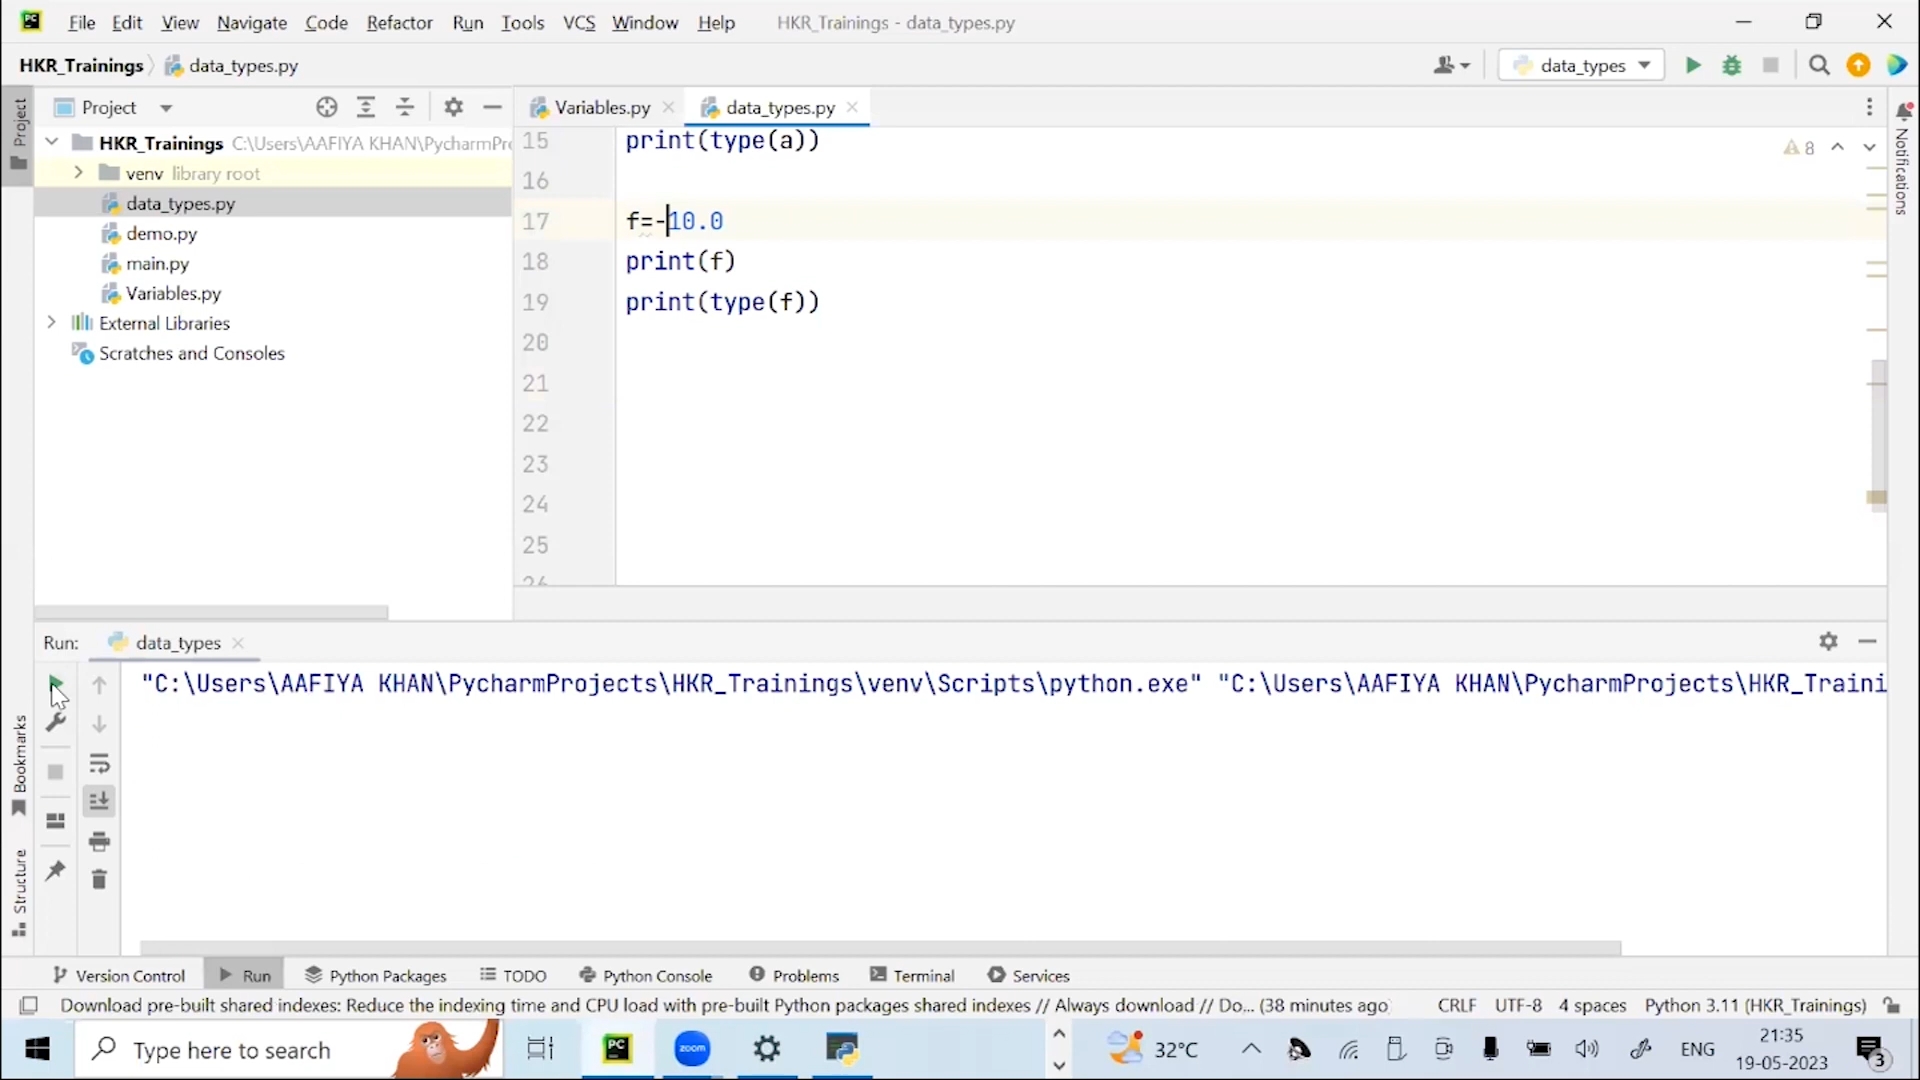 PC File Edit View Navigate Code Refactor Run Tools VCS Window Help HKR_Trainings - data_types.py
HKR_Trainings data_types.py data_types
Project
Project
Variables.py data_types.py
HKR_Trainings C:\Users\AAFIYA KHAN\PycharmPr
venv library root
data_types.py
demo.py
main.py
Variables.py
External Libraries
Scratches and Consoles
15 print(type(a))
8
16
17 f=-10.0
18 print(f)
19 print(type(f))
20
21
22
23
24
25
26
Notifications
Run: data_types
"C:\Users\AAFIYA KHAN\PycharmProjects\HKR_Trainings\venv\Scripts\python.exe" "C:\Users\AAFIYA KHAN\PycharmProjects\HKR_Traini
Bookmarks
Structure
Version Control Run Python Packages TODO Python Console Problems Terminal Services
Download pre-built shared indexes: Reduce the indexing time and CPU load with pre-built Python packages shared indexes // Always download // Do... (38 minutes ago CRLF UTF-8 4 spaces Python 3.11 (HKR_Trainings)
Type here to search PC zoom 32°C ENG 21:35
19-05-2023 3